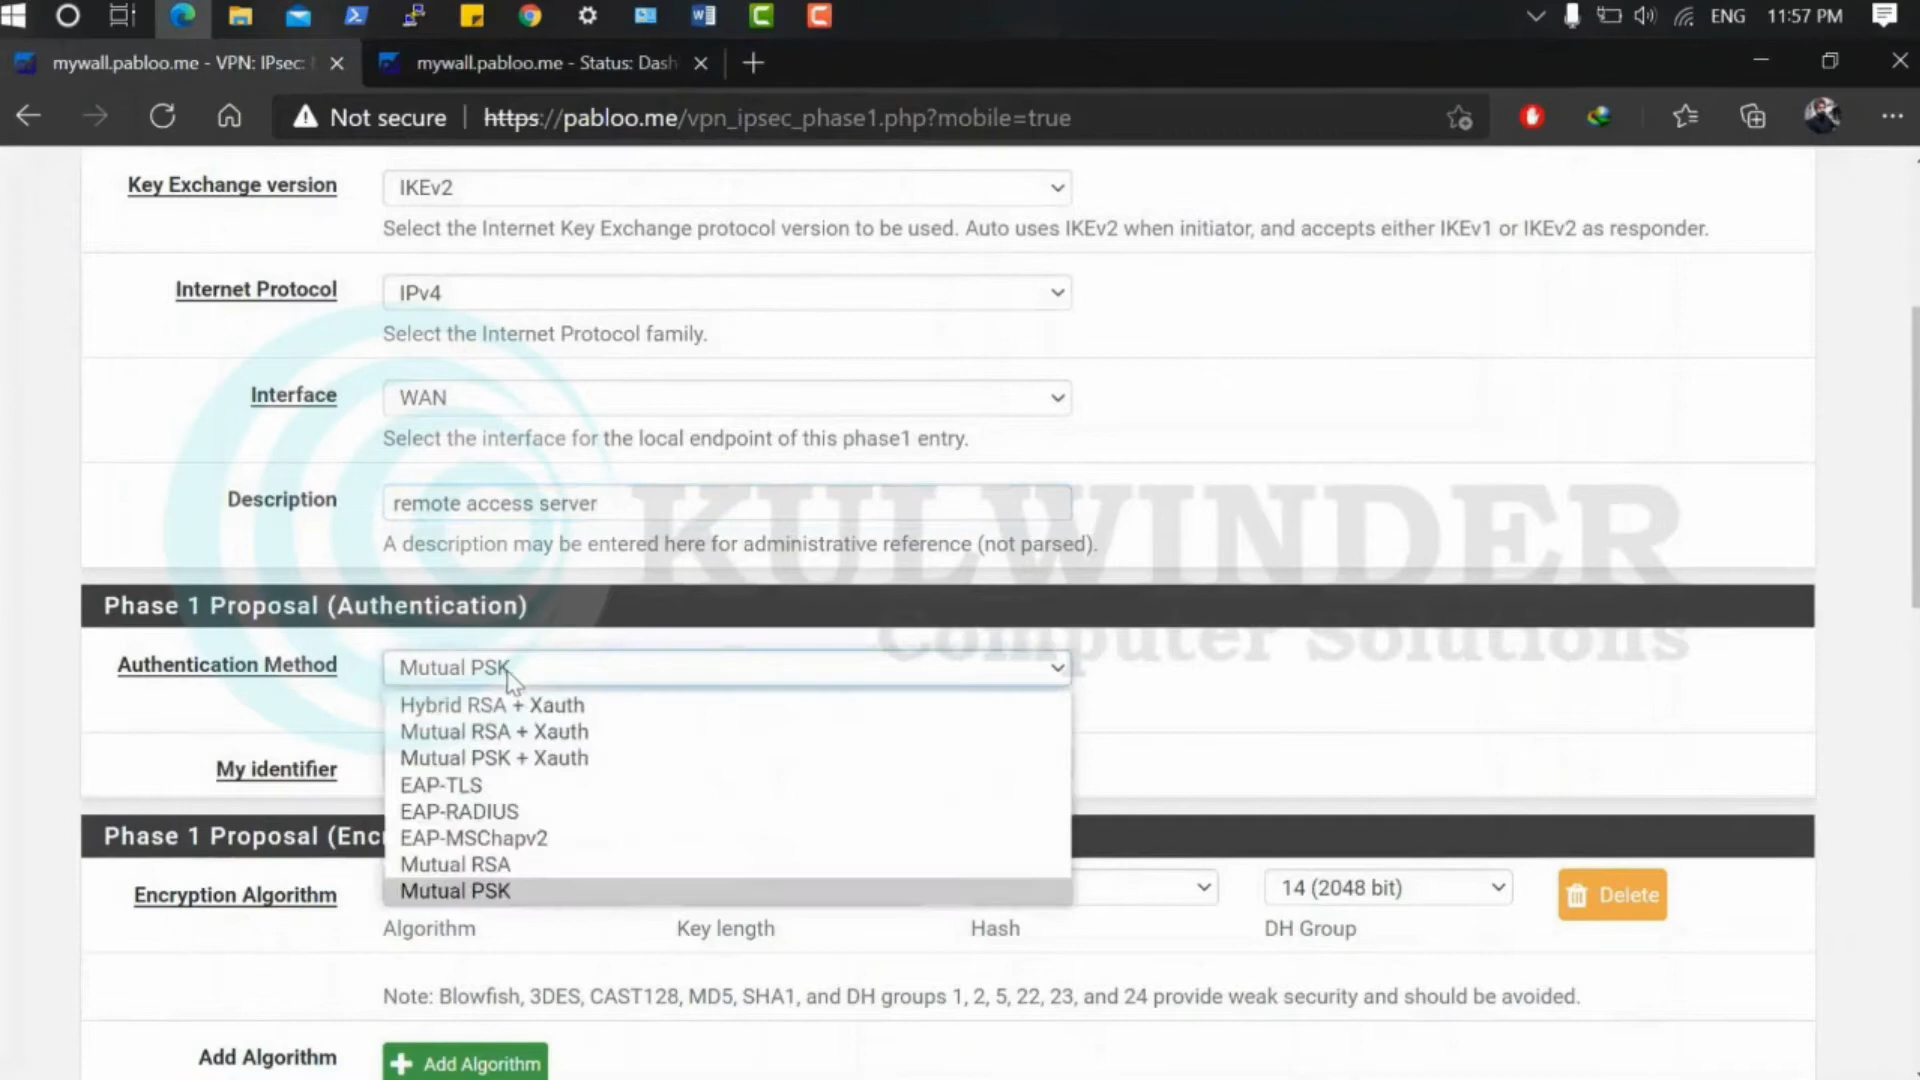 ENG 11:57 PM
mywall.pabloo.me - VPN: IPsec:
mywall.pabloo.me - Status: Dash
Not secure https://pabloo.me/vpn_ipsec_phase1.php?mobile=true
Key Exchange version IKEv2
Select the Internet Key Exchange protocol version to be used. Auto uses IKEv2 when initiator, and accepts either IKEv1 or IKEv2 as responder.
Internet Protocol IPv4
Select the Internet Protocol family.
Interface WAN
Select the interface for the local endpoint of this phase1 entry.
Description remote access server
A description may be entered here for administrative reference (not parsed).
KULWINDER
Computer Solutions
Phase 1 Proposal (Authentication)
Authentication Method Mutual PSK
Hybrid RSA + Xauth
Mutual RSA + Xauth
Mutual PSK + Xauth
My identifier
EAP-TLS
EAP-RADIUS
EAP-MSChapv2
Mutual RSA
Mutual PSK
Phase 1 Proposal (Enc
Encryption Algorithm 14 (2048 bit) Delete
Algorithm Key length Hash DH Group
Note: Blowfish, 3DES, CAST128, MD5, SHA1, and DH groups 1, 2, 5, 22, 23, and 24 provide weak security and should be avoided.
Add Algorithm Add Algorithm